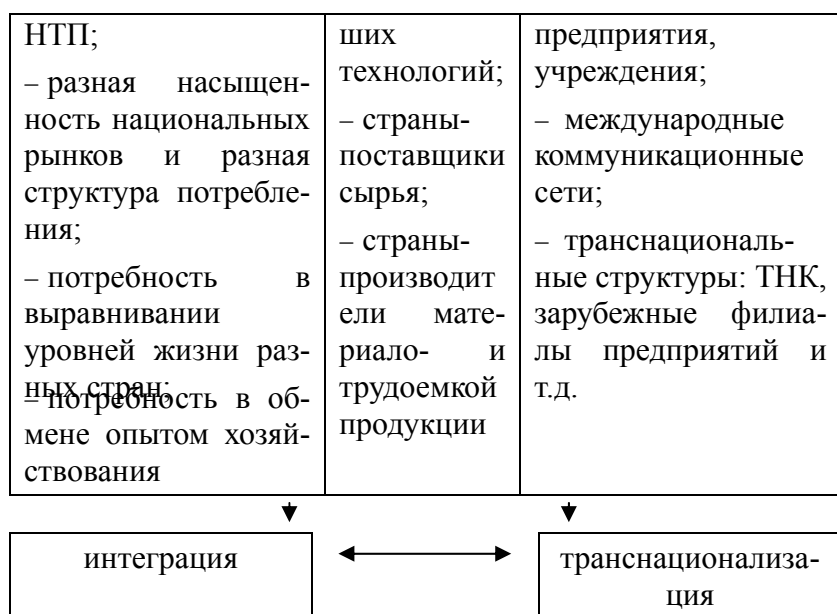 НТП;
– разная насыщен-
ность национальных
рынков и разная
структура потребле-
ния;
– потребность в
выравнивании
уровней жизни раз-
ных стран;
– потребность в об-
мене опытом хозяй-
ствования
ших
технологий;
– страны-
поставщики
сырья;
– страны-
производит
ели мате-
риало- и
трудоемкой
продукции
предприятия,
учреждения;
– международные
коммуникационные
сети;
– транснациональ-
ные структуры: ТНК,
зарубежные филиа-
лы предприятий и
т.д.
интеграция
транснационализа-
ция